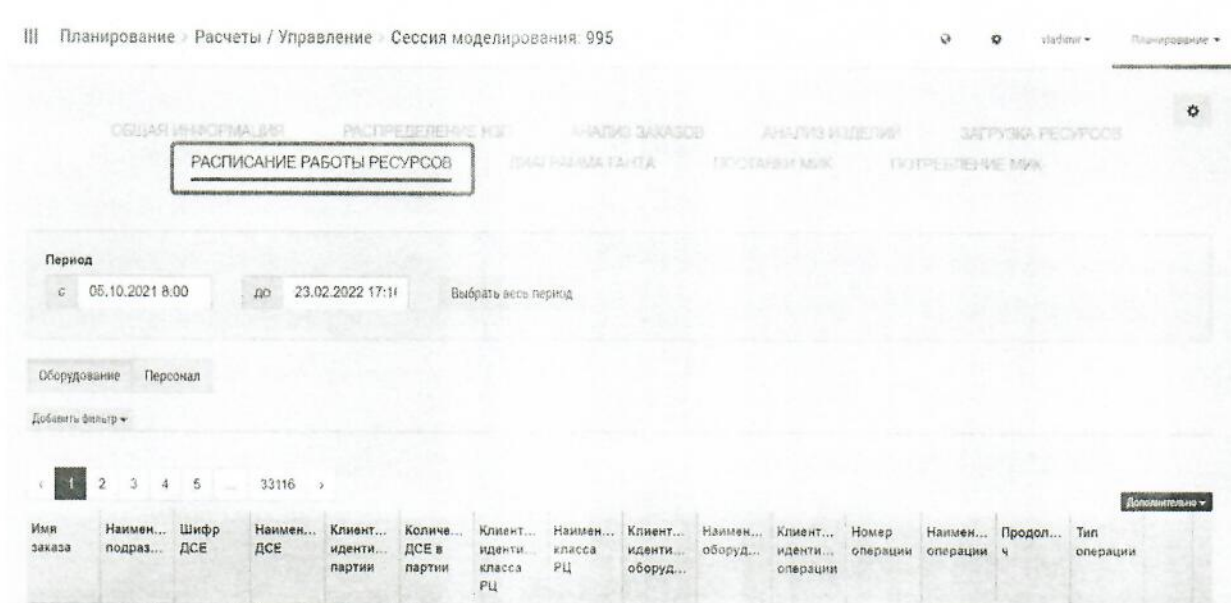 Планирование > Расчеты / Управление > Сессия моделирования: 995
vladimir Планирование
ОБЩАЯ ИНФОРМАЦИЯ РАСПРЕДЕЛЕНИЕ НЗП АНАЛИЗ ЗАКАЗОВ АНАЛИЗ ИЗДЕЛИЙ ЗАГРУЗКА РЕСУРСОВ
РАСПИСАНИЕ РАБОТЫ РЕСУРСОВ ДИАГРАММА ГАНТА ПОСТАВКИ МИК ПОТРЕБЛЕНИЕ МИК
Период
с 05.10.2021 8:00 до 23.02.2022 17:1 Выбрать весь период
Оборудование Персонал
Добавить фильтр
‹ 1 2 3 4 5 ... 33116 ›
Дополнительно
Имя Наимен... Шифр Наимен... Клиент... Количе... Клиент... Наимен... Клиент... Наимен... Клиент... Номер Наимен... Продол... Тип
заказа подраз... ДСЕ ДСЕ иденти... ДСЕ в иденти... класса иденти... оборуд... иденти... операции операции ч операции
партии партии класса РЦ оборуд... операции
РЦ